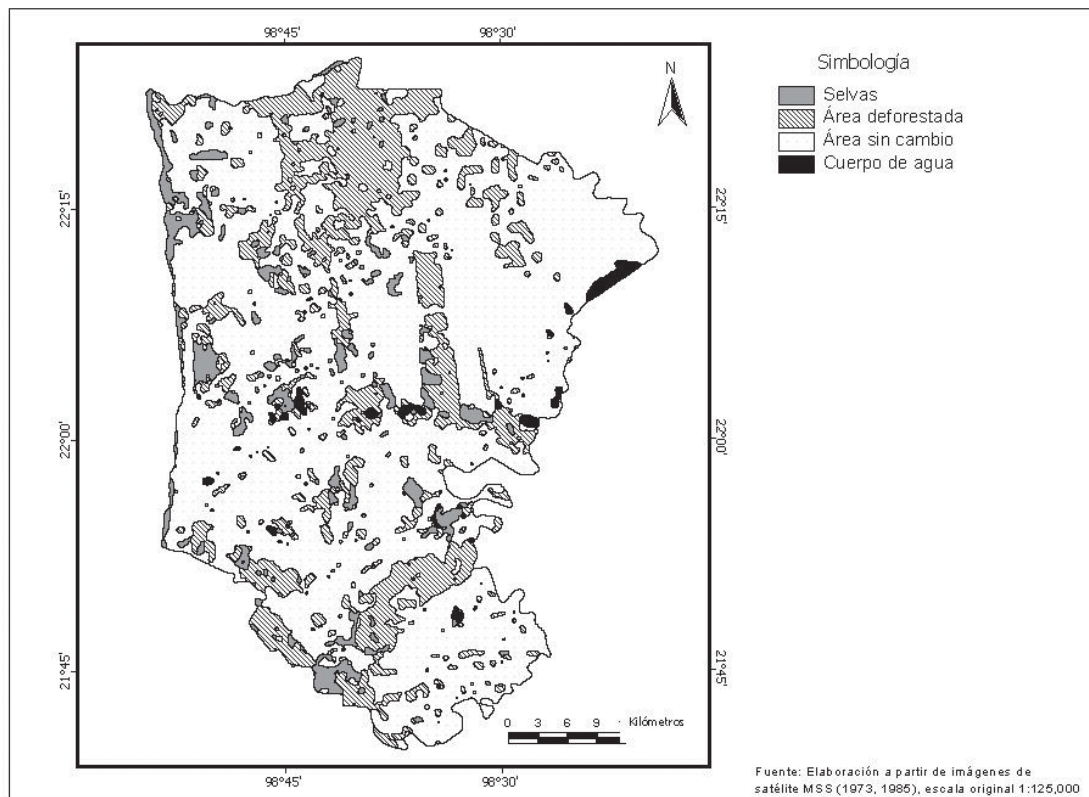 98°45'
98°30'
N
22°15'
22°15'
22°00'
22°00'
21°45'
21°45'
98°45'
98°30'
0 3 6 9 Kilómetros
Simbología
Selvas
Área deforestada
Área sin cambio
Cuerpo de agua
Fuente: Elaboración a partir de imágenes de
satélite MSS (1973, 1985), escala original 1:125,000